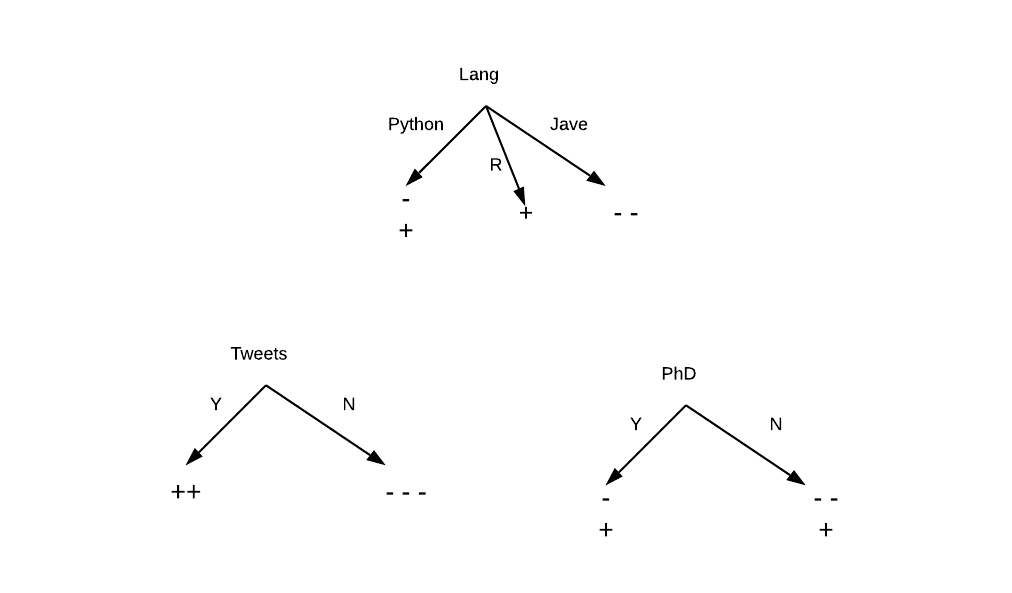 Lang
Python
Jave
R
-
+
+
- -
Tweets
PhD
Y
N
Y
N
++
- - -
-
- -
+
+